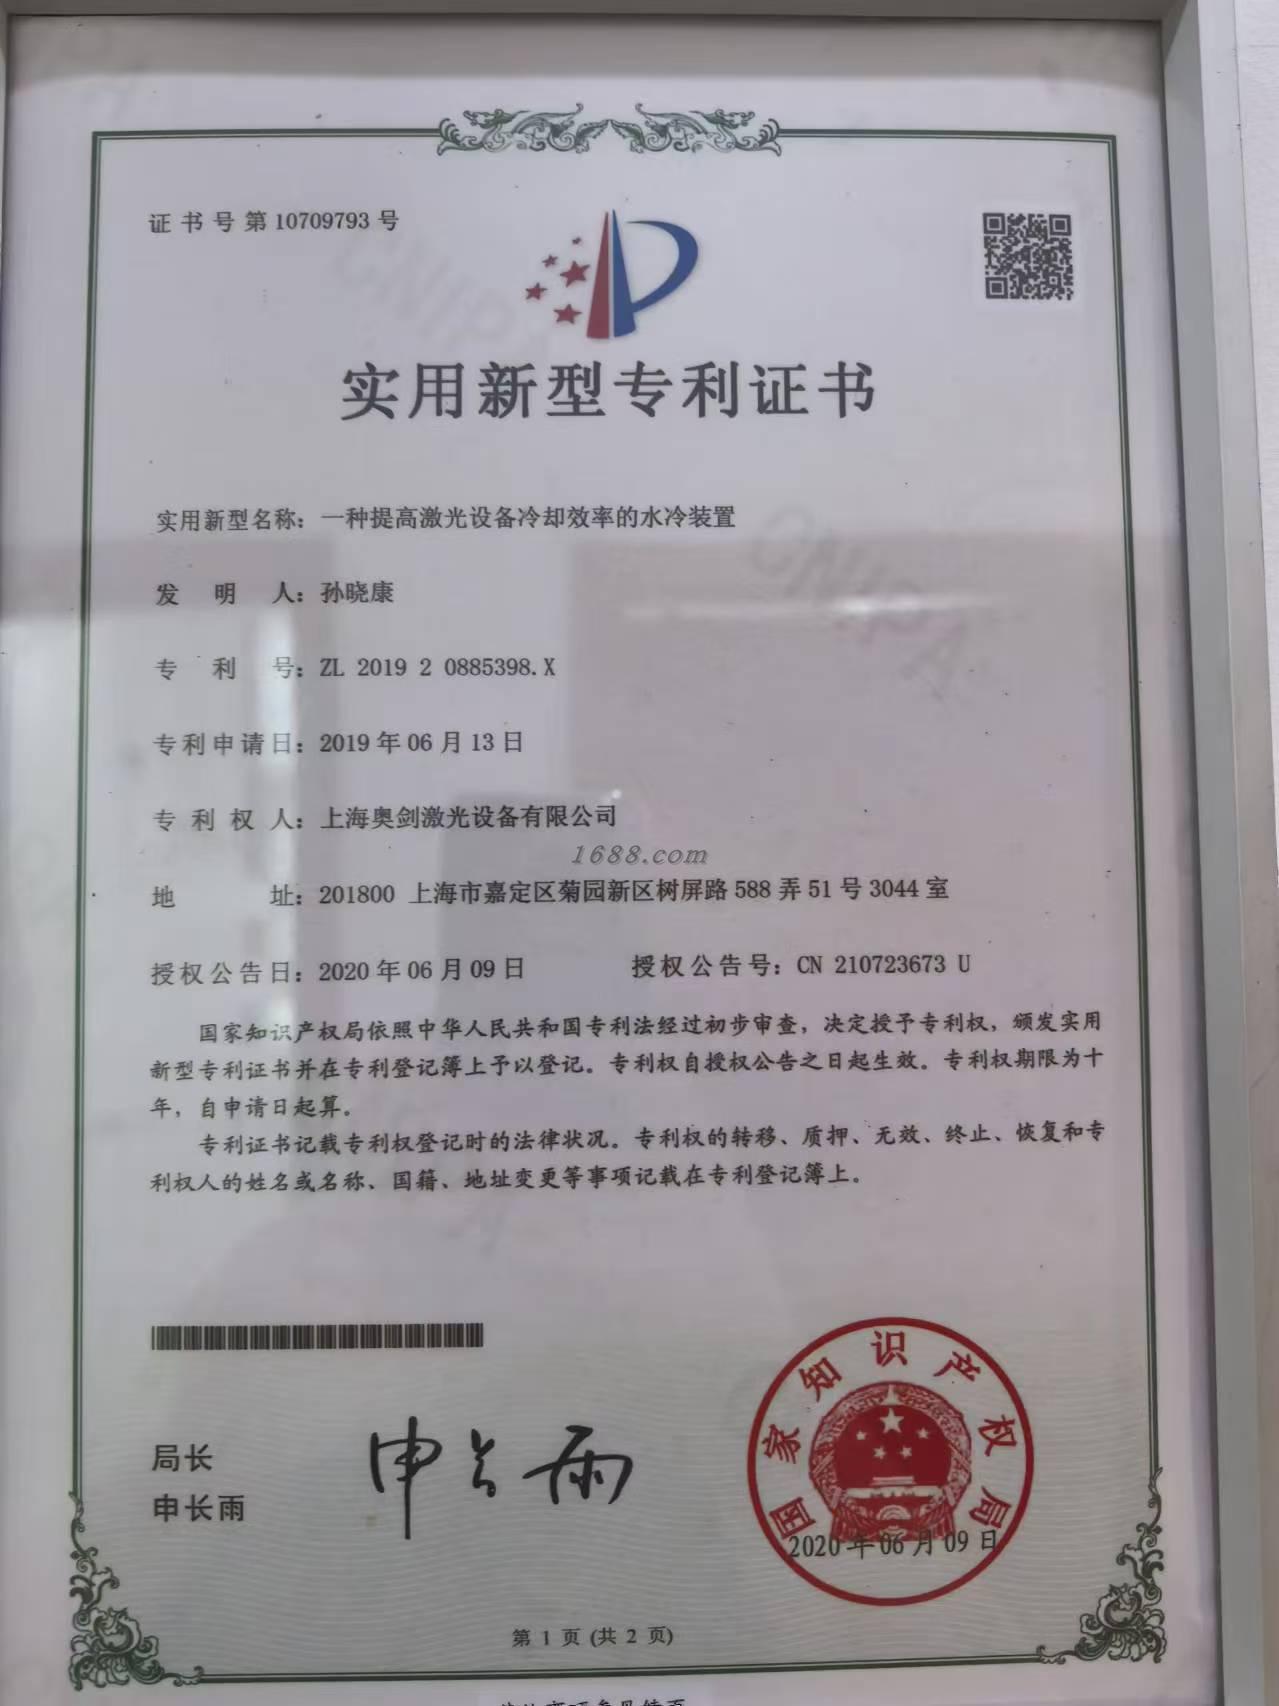 证书号第10709793号
实用新型专利证书
实用新型名称：一种提高激光设备冷却效率的水冷装置
发明人：孙晓康
专利号：ZL 2019 2 0885398.X
专利申请日：2019年06月13日
专利权人：上海奥剑激光设备有限公司
1688.com
地址：201800 上海市嘉定区菊园新区树屏路588弄51号3044室
授权公告日：2020年06月09日 授权公告号：CN 210723673 U
国家知识产权局依照中华人民共和国专利法经过初步审查，决定授予专利权，颁发实用
新型专利证书并在专利登记簿上予以登记。专利权自授权公告之日起生效。专利权期限为十
年，自申请日起算。
专利证书记载专利权登记时的法律状况。专利权的转移、质押、无效、终止、恢复和专
利权人的姓名或名称、国籍、地址变更等事项记载在专利登记簿上。
局长
申长雨
申长雨
国家知识产权局
2020年06月09日
第 1 页 (共 2 页)
CNIPA
CNIPA